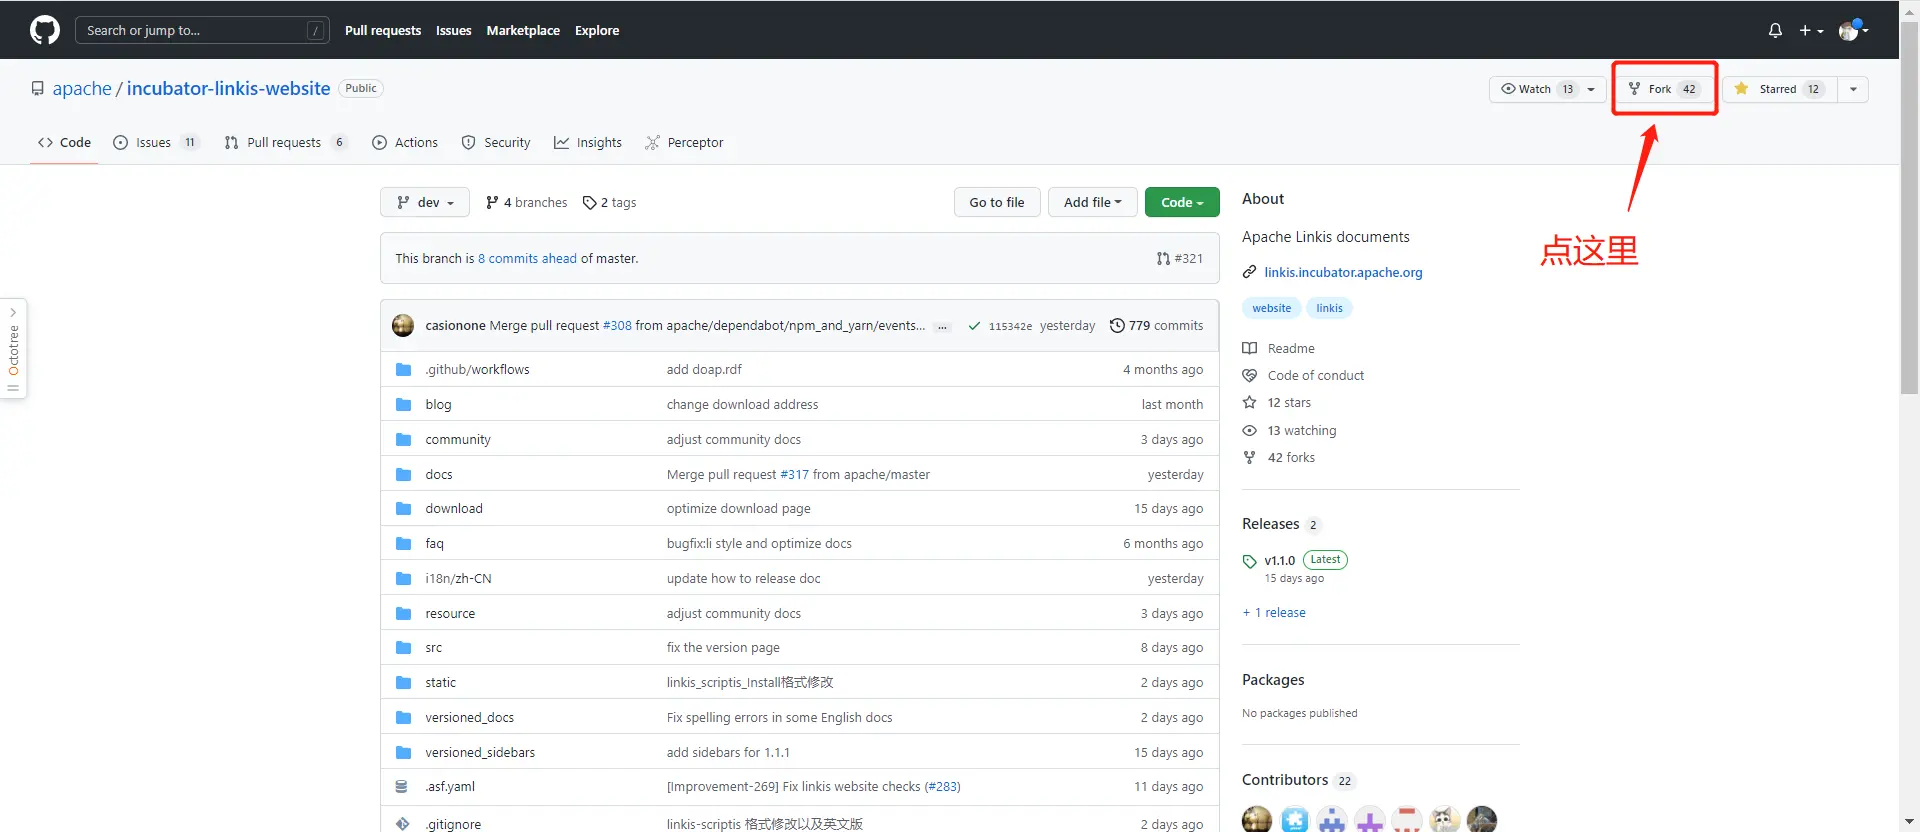 Search or jump to... /
Pull requests Issues Marketplace Explore
apache / incubator-linkis-website Public
Watch 13 Fork 42 Starred 12
Code Issues 11 Pull requests 6 Actions Security Insights Perceptor
dev 4 branches 2 tags Go to file Add file Code
This branch is 8 commits ahead of master. #321
casionone Merge pull request #308 from apache/dependabot/npm_and_yarn/events... ... 115342e yesterday 779 commits
.github/workflows add doap.rdf 4 months ago
blog change download address last month
community adjust community docs 3 days ago
docs Merge pull request #317 from apache/master yesterday
download optimize download page 15 days ago
faq bugfix:li style and optimize docs 6 months ago
i18n/zh-CN update how to release doc yesterday
resource adjust community docs 3 days ago
src fix the version page 8 days ago
static linkis_scriptis_Install格式修改 2 days ago
versioned_docs Fix spelling errors in some English docs 2 days ago
versioned_sidebars add sidebars for 1.1.1 15 days ago
.asf.yaml [Improvement-269] Fix linkis website checks (#283) 11 days ago
.gitignore linkis-scriptis 格式修改以及英文版 2 days ago
About
Apache Linkis documents
linkis.incubator.apache.org
website linkis
Readme
Code of conduct
12 stars
13 watching
42 forks
Releases 2
v1.1.0 Latest
15 days ago
+ 1 release
Packages
No packages published
Contributors 22
点这里
Octotree